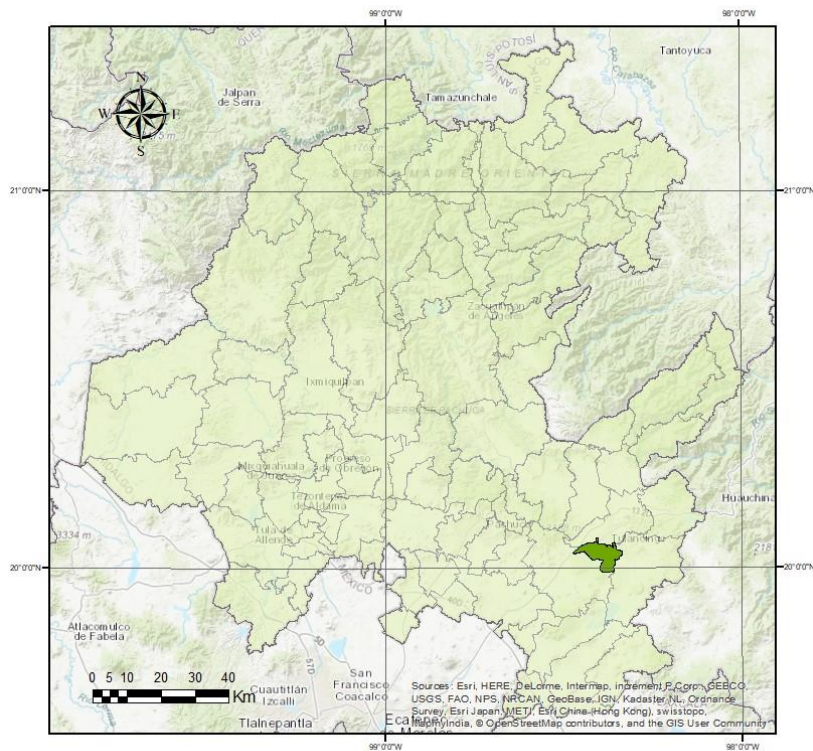 99°0'0"W
98°0'0"W
Tantoyuca
Jalpan
de Serra
Tamazunchale
N
W
E
S
21°0'0"N
21°0'0"N
SIERRA MADRE ORIENTAL
Zacualtipan
de Angeles
Ixmiquilpan
Progreso
de Obregón
Tezontepec
de Aldama
Tula de
Allende
Pachuca
Tulancingo
Huauchina
3334 m
20°0'0"N
20°0'0"N
MÉXICO
Atlacomulco
de Fabela
0 5 10 20 30 40
Km
Cuautitlán
Izcalli
57D
San
Francisco
Coacalco
Tlalnepantla
Sources: Esri, HERE, DeLorme, Intermap, increment P Corp., GEBCO,
USGS, FAO, NPS, NRCAN, GeoBase, IGN, Kadaster NL, Ordnance
Survey, Esri Japan, METI, Esri China (Hong Kong), swisstopo,
MapmyIndia, © OpenStreetMap contributors, and the GIS User Community
99°0'0"W
98°0'0"W